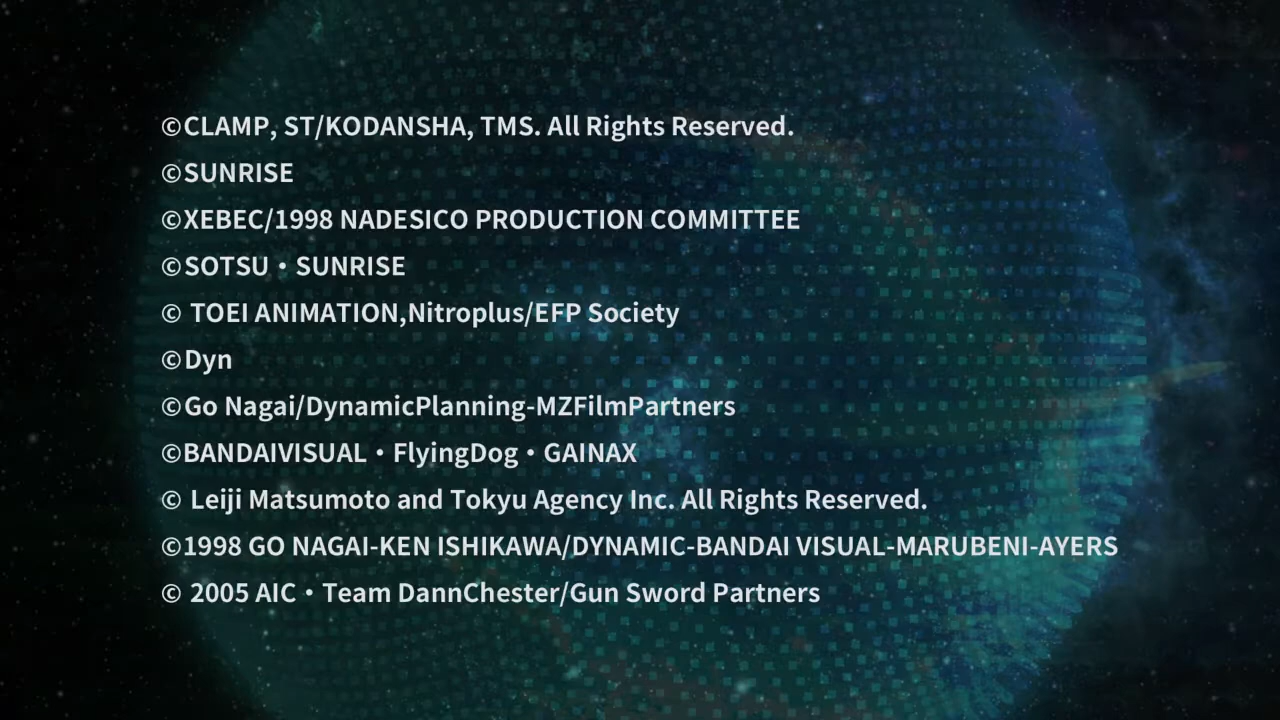 ©CLAMP, ST/KODANSHA, TMS. All Rights Reserved.
©SUNRISE
©XEBEC/1998 NADESICO PRODUCTION COMMITTEE
©SOTSU・SUNRISE
© TOEI ANIMATION,Nitroplus/EFP Society
©Dyn
©Go Nagai/DynamicPlanning-MZFilmPartners
©BANDAIVISUAL・FlyingDog・GAINAX
© Leiji Matsumoto and Tokyu Agency Inc. All Rights Reserved.
©1998 GO NAGAI-KEN ISHIKAWA/DYNAMIC-BANDAI VISUAL-MARUBENI-AYERS
© 2005 AIC・Team DannChester/Gun Sword Partners